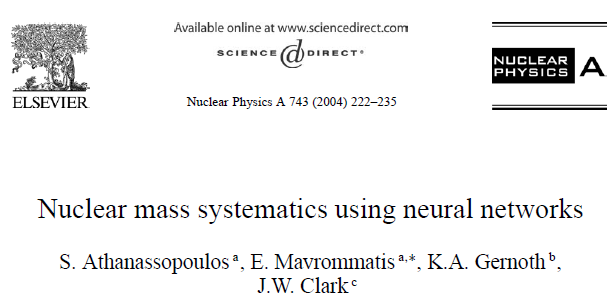 Available online at www.sciencedirect.com
SCIENCE @ DIRECT®
ELSEVIER
Nuclear Physics A 743 (2004) 222–235
NUCLEAR
PHYSICS A
Nuclear mass systematics using neural networks
S. Athanassopoulos a, E. Mavrommatis a,*, K.A. Gernoth b,
J.W. Clark c